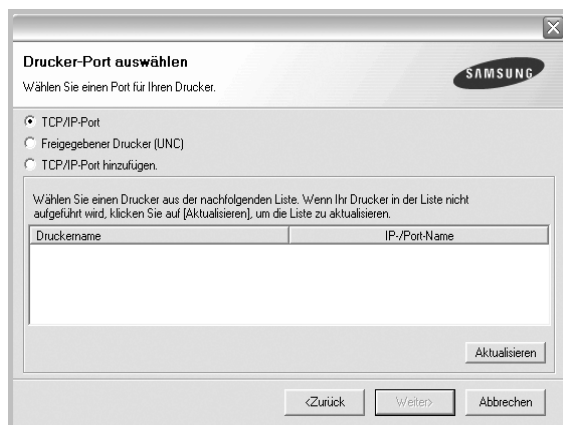 Drucker-Port auswählen
Wählen Sie einen Port für Ihren Drucker.
SAMSUNG
TCP/IP-Port
Freigegebener Drucker (UNC)
TCP/IP-Port hinzufügen.
Wählen Sie einen Drucker aus der nachfolgenden Liste. Wenn Ihr Drucker in der Liste nicht
aufgeführt wird, klicken Sie auf [Aktualisieren], um die Liste zu aktualisieren.
Druckername IP-/Port-Name
Aktualisieren
<Zurück Weiter> Abbrechen